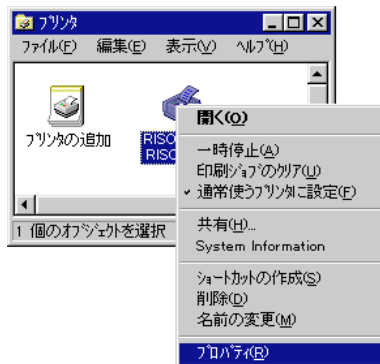 プリンタ
ファイル(F) 編集(E) 表示(V) ヘルプ(H)
プリンタの追加
RISO
RISO
1 個のオブジェクトを選択
開く(O)
一時停止(A)
印刷ジョブのクリア(U)
通常使うプリンタに設定(F)
共有(H)...
System Information
ショートカットの作成(S)
削除(D)
名前の変更(M)
プロパティ(R)